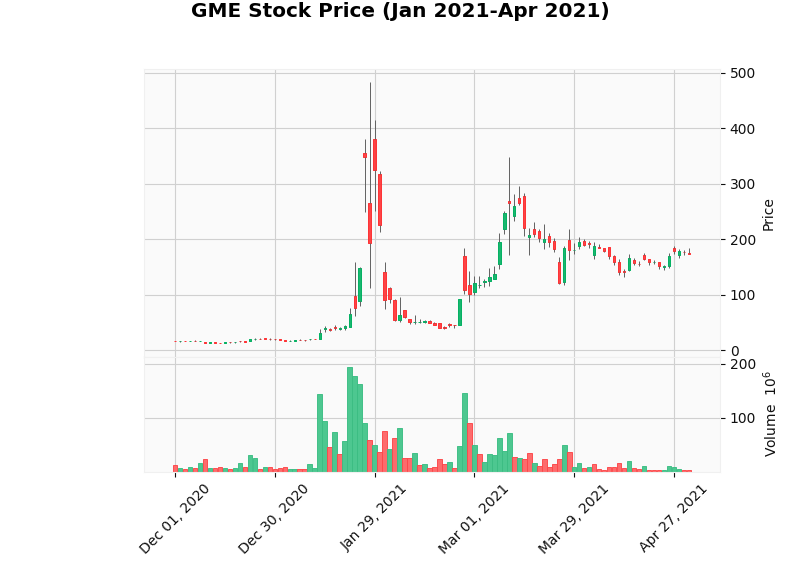 GME Stock Price (Jan 2021-Apr 2021)
500
400
300
200
100
0
Price
200
100
Volume 10^6
Dec 01, 2020
Dec 30, 2020
Jan 29, 2021
Mar 01, 2021
Mar 29, 2021
Apr 27, 2021